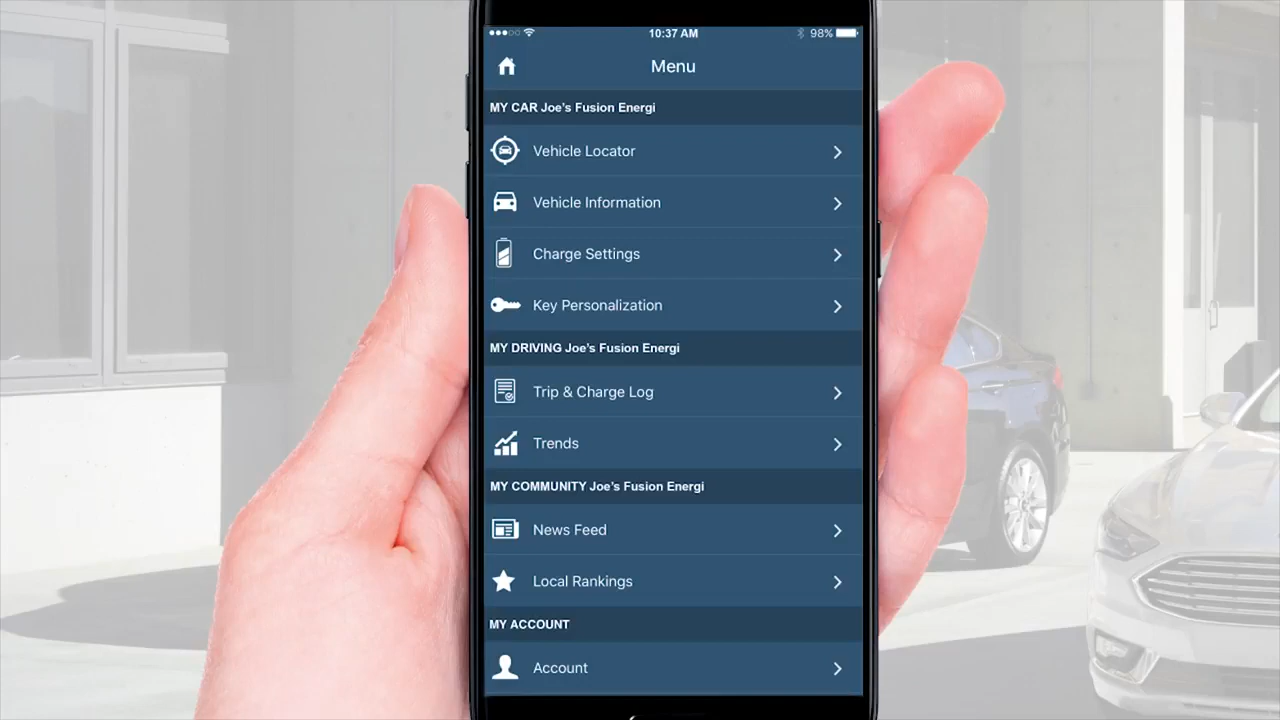 10:37 AM
98%
Menu
MY CAR Joe's Fusion Energi
Vehicle Locator
Vehicle Information
Charge Settings
Key Personalization
MY DRIVING Joe's Fusion Energi
Trip & Charge Log
Trends
MY COMMUNITY Joe's Fusion Energi
News Feed
Local Rankings
MY ACCOUNT
Account